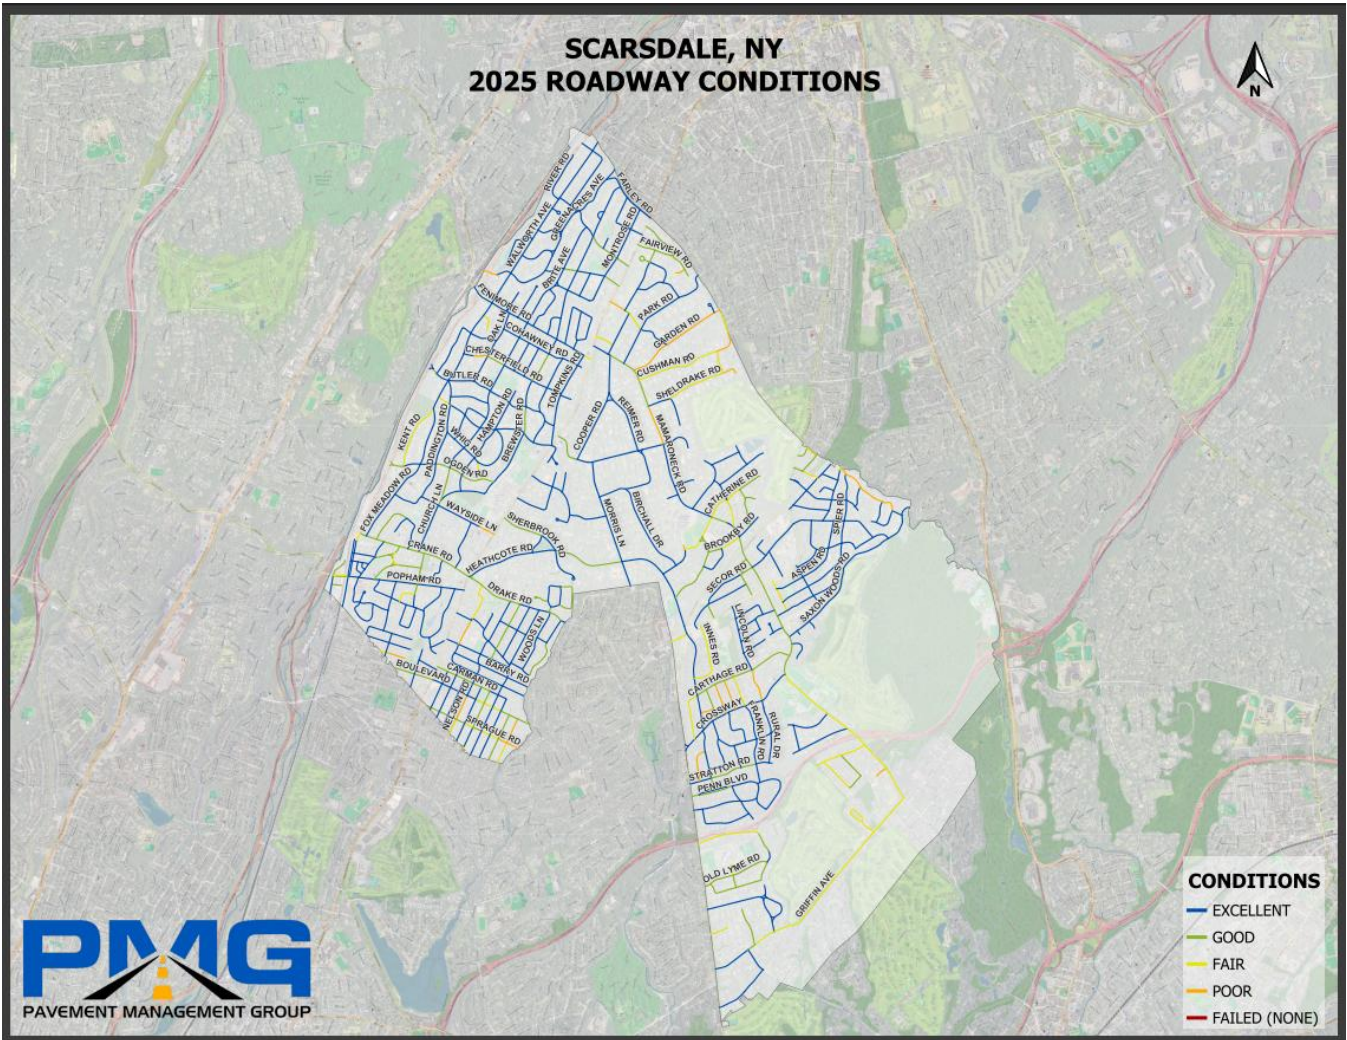 SCARSDALE, NY
2025 ROADWAY CONDITIONS
N
RIVER RD
FARLEY RD
GREENACRES AVE
WALWORTH AVE
MONTROSE RD
FAIRVIEW RD
BRITE AVE
FENIMORE RD
PARK RD
OAK LN
COHAWNEY RD
GARDEN RD
CHESTERFIELD RD
CUSHMAN RD
BUTLER RD
TOMPKINS RD
SHELDRAKE RD
HAMPTON RD
BREWSTER RD
COOPER RD
REIMER RD
KENT RD
PADDINGTON RD
WHIG RD
MAMARONECK RD
OGDEN RD
FOX MEADOW RD
CATHERINE RD
CHURCH LN
WAYSIDE LN
SHERBROOK RD
MORRIS LN
BIRCHALL DR
BROOKBY RD
SPIER RD
CRANE RD
HEATHCOTE RD
ASPEN RD
POPHAM RD
DRAKE RD
SECOR RD
SAXON WOODS RD
WOODS LN
INNES RD
LINCOLN RD
BOULEVARD
CARMAN RD
BARRY RD
CARTHAGE RD
NELSON RD
SPRAGUE RD
CROSSWAY
RANKLIN RD
RURAL DR
STRATTON RD
PENN BLVD
OLD LYME RD
GRIFFIN AVE
CONDITIONS
EXCELLENT
GOOD
FAIR
POOR
FAILED (NONE)
PMG
PAVEMENT MANAGEMENT GROUP